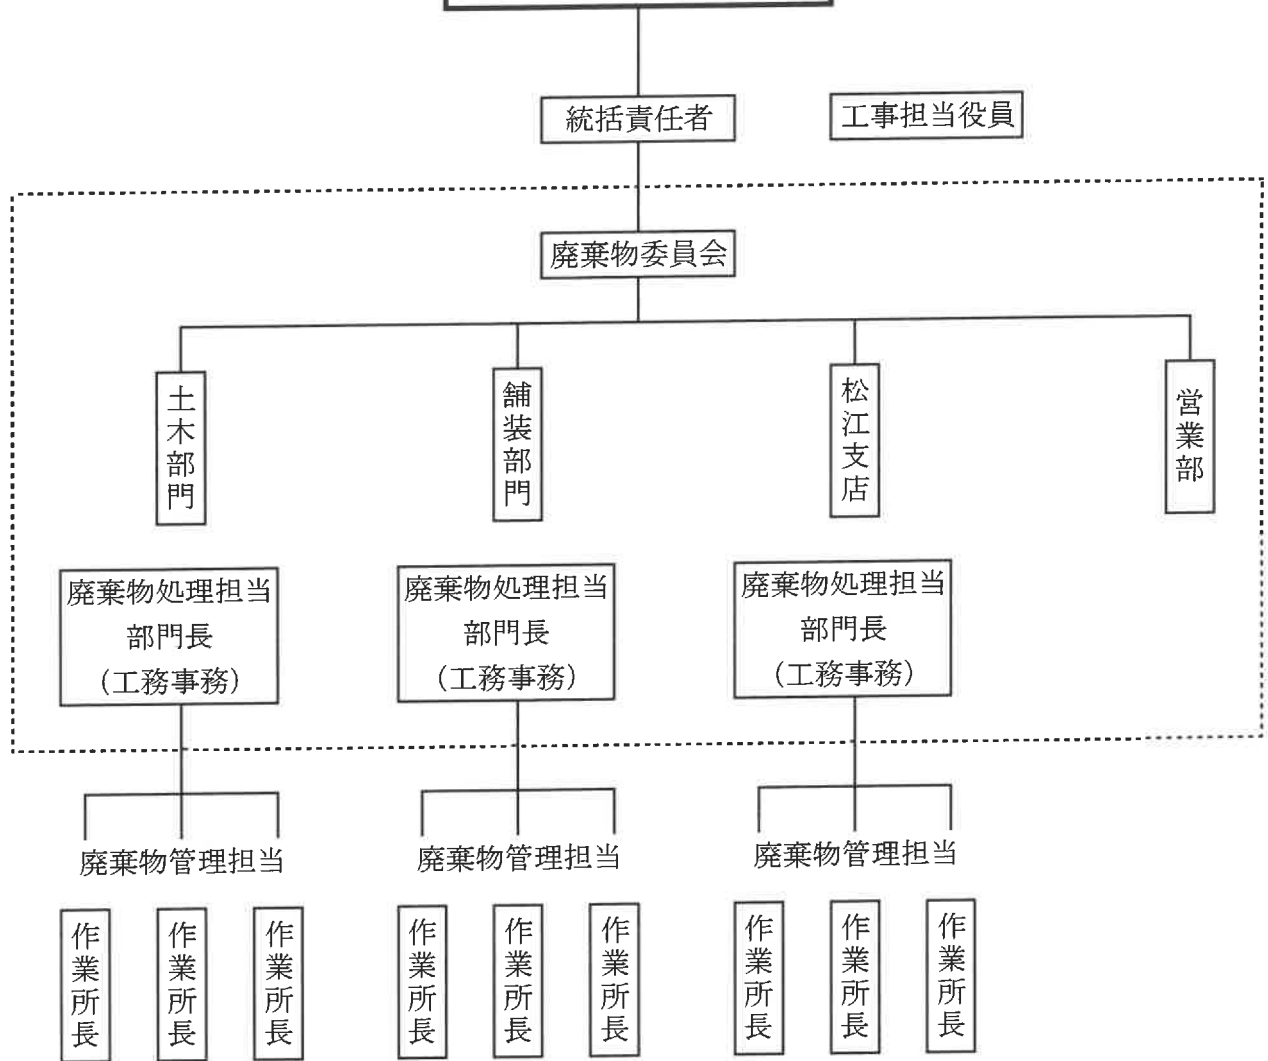 統括責任者
工事担当役員
廃棄物委員会
土木部門
舗装部門
松江支店
営業部
廃棄物処理担当
部門長
（工務事務）
廃棄物処理担当
部門長
（工務事務）
廃棄物処理担当
部門長
（工務事務）
廃棄物管理担当
廃棄物管理担当
廃棄物管理担当
作業所長
作業所長
作業所長
作業所長
作業所長
作業所長
作業所長
作業所長
作業所長